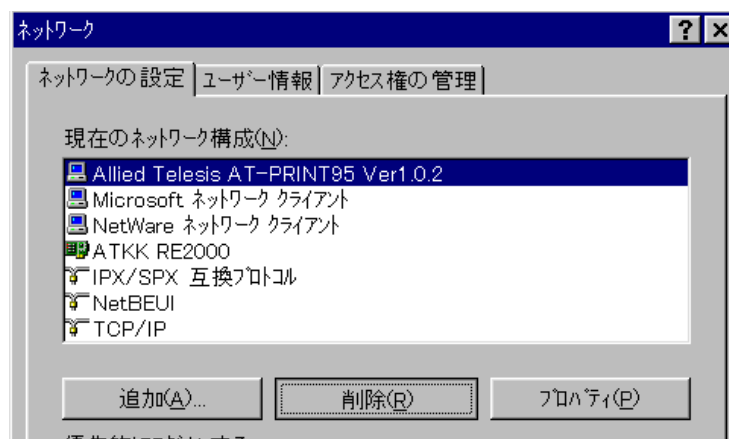 ネットワーク
ネットワークの設定 ユーザー情報 アクセス権の管理
現在のネットワーク構成(N):
Allied Telesis AT-PRINT95 Ver1.0.2
Microsoft ネットワーク クライアント
NetWare ネットワーク クライアント
ATKK RE2000
IPX/SPX 互換プロトコル
NetBEUI
TCP/IP
追加(A)... 削除(R) プロパティ(P)